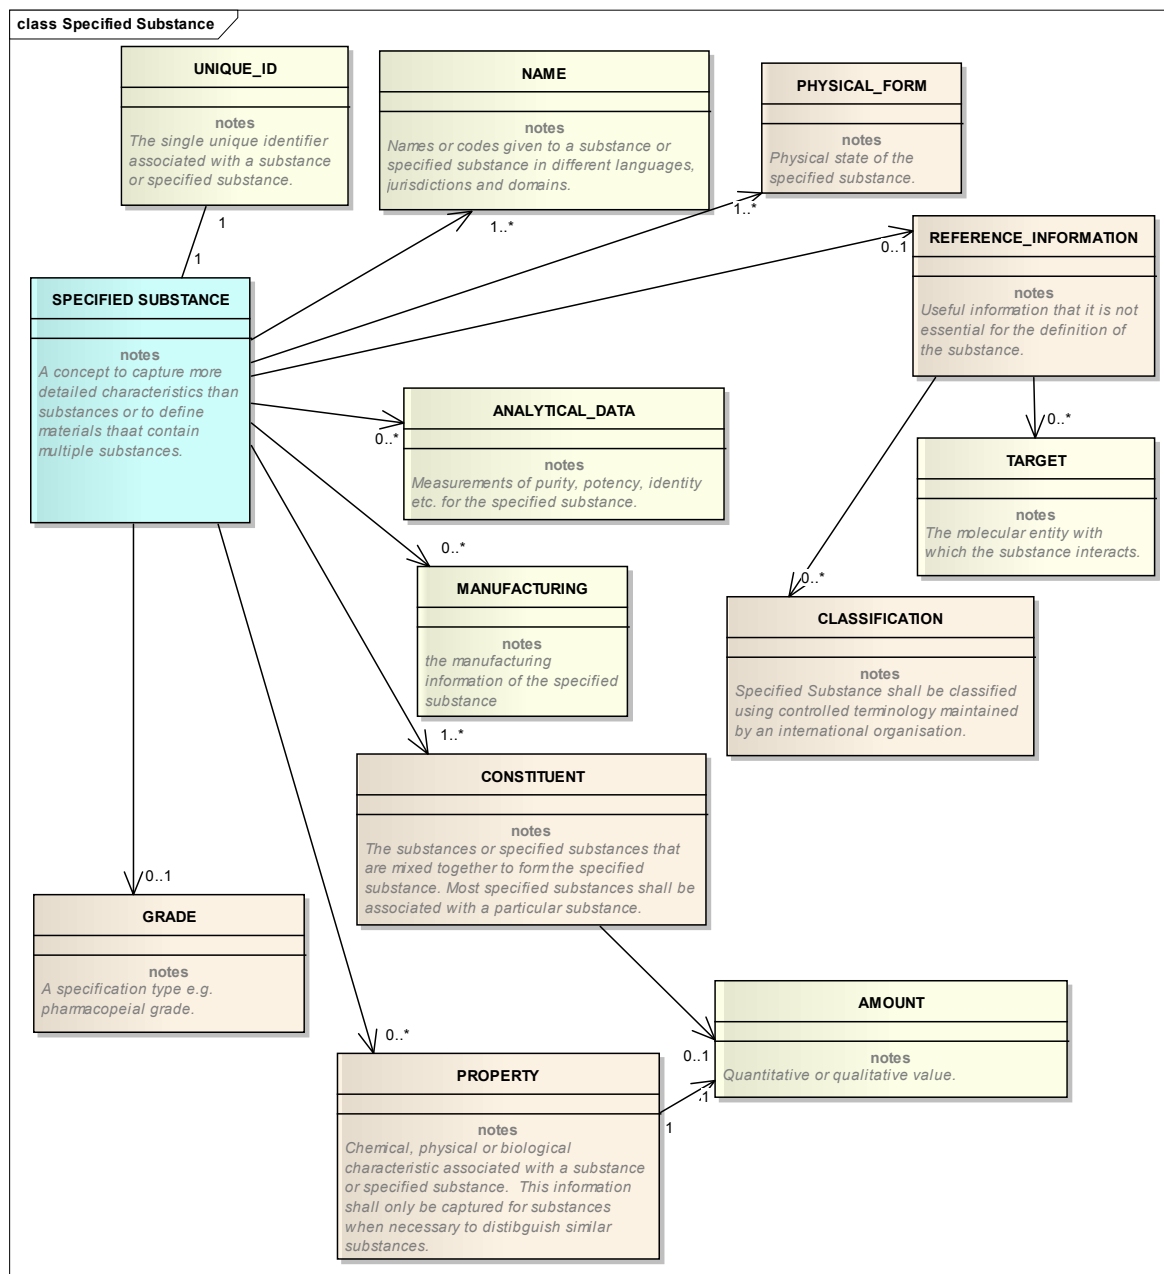 class Specified Substance
UNIQUE_ID
notes
The single unique identifier
associated with a substance
or specified substance.
1
1
NAME
notes
Names or codes given to a substance or
specified substance in different languages,
jurisdictions and domains.
1..*
PHYSICAL_FORM
notes
Physical state of the
specified substance.
1..*
REFERENCE_INFORMATION
notes
Useful information that it is not
essential for the definition of
the substance.
0..1
SPECIFIED SUBSTANCE
notes
A concept to capture more
detailed characteristics than
substances or to define
materials thaat contain
multiple substances.
ANALYTICAL_DATA
notes
Measurements of purity, potency, identity
etc. for the specified substance.
0..*
TARGET
notes
The molecular entity with
which the substance interacts.
0..*
MANUFACTURING
notes
the manufacturing
information of the specified
substance
0..*
CLASSIFICATION
notes
Specified Substance shall be classified
using controlled terminology maintained
by an international organisation.
0..*
CONSTITUENT
notes
The substances or specified substances that
are mixed together to form the specified
substance. Most specified substances shall be
associated with a particular substance.
1..*
GRADE
notes
A specification type e.g.
pharmacopeial grade.
0..1
AMOUNT
notes
Quantitative or qualitative value.
0..1
.1
1
PROPERTY
notes
Chemical, physical or biological
characteristic associated with a substance
or specified substance.  This information
shall only be captured for substances
when necessary to distibguish similar
substances.
0..*